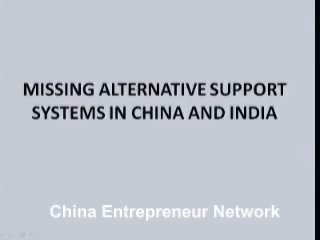 MISSING ALTERNATIVE SUPPORT
SYSTEMS IN CHINA AND INDIA
China Entrepreneur Network